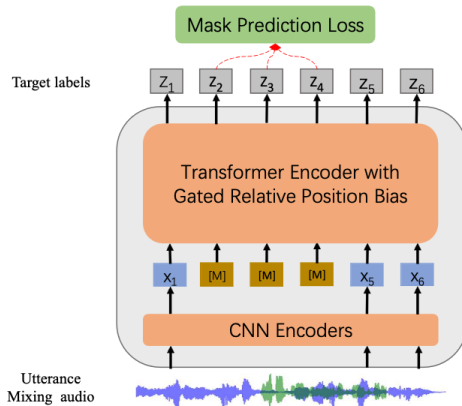 Mask Prediction Loss
Target labels
Z1 Z2 Z3 Z4 Z5 Z6
Transformer Encoder with
Gated Relative Position Bias
X1 [M] [M] [M] X5 X6
CNN Encoders
Utterance
Mixing audio